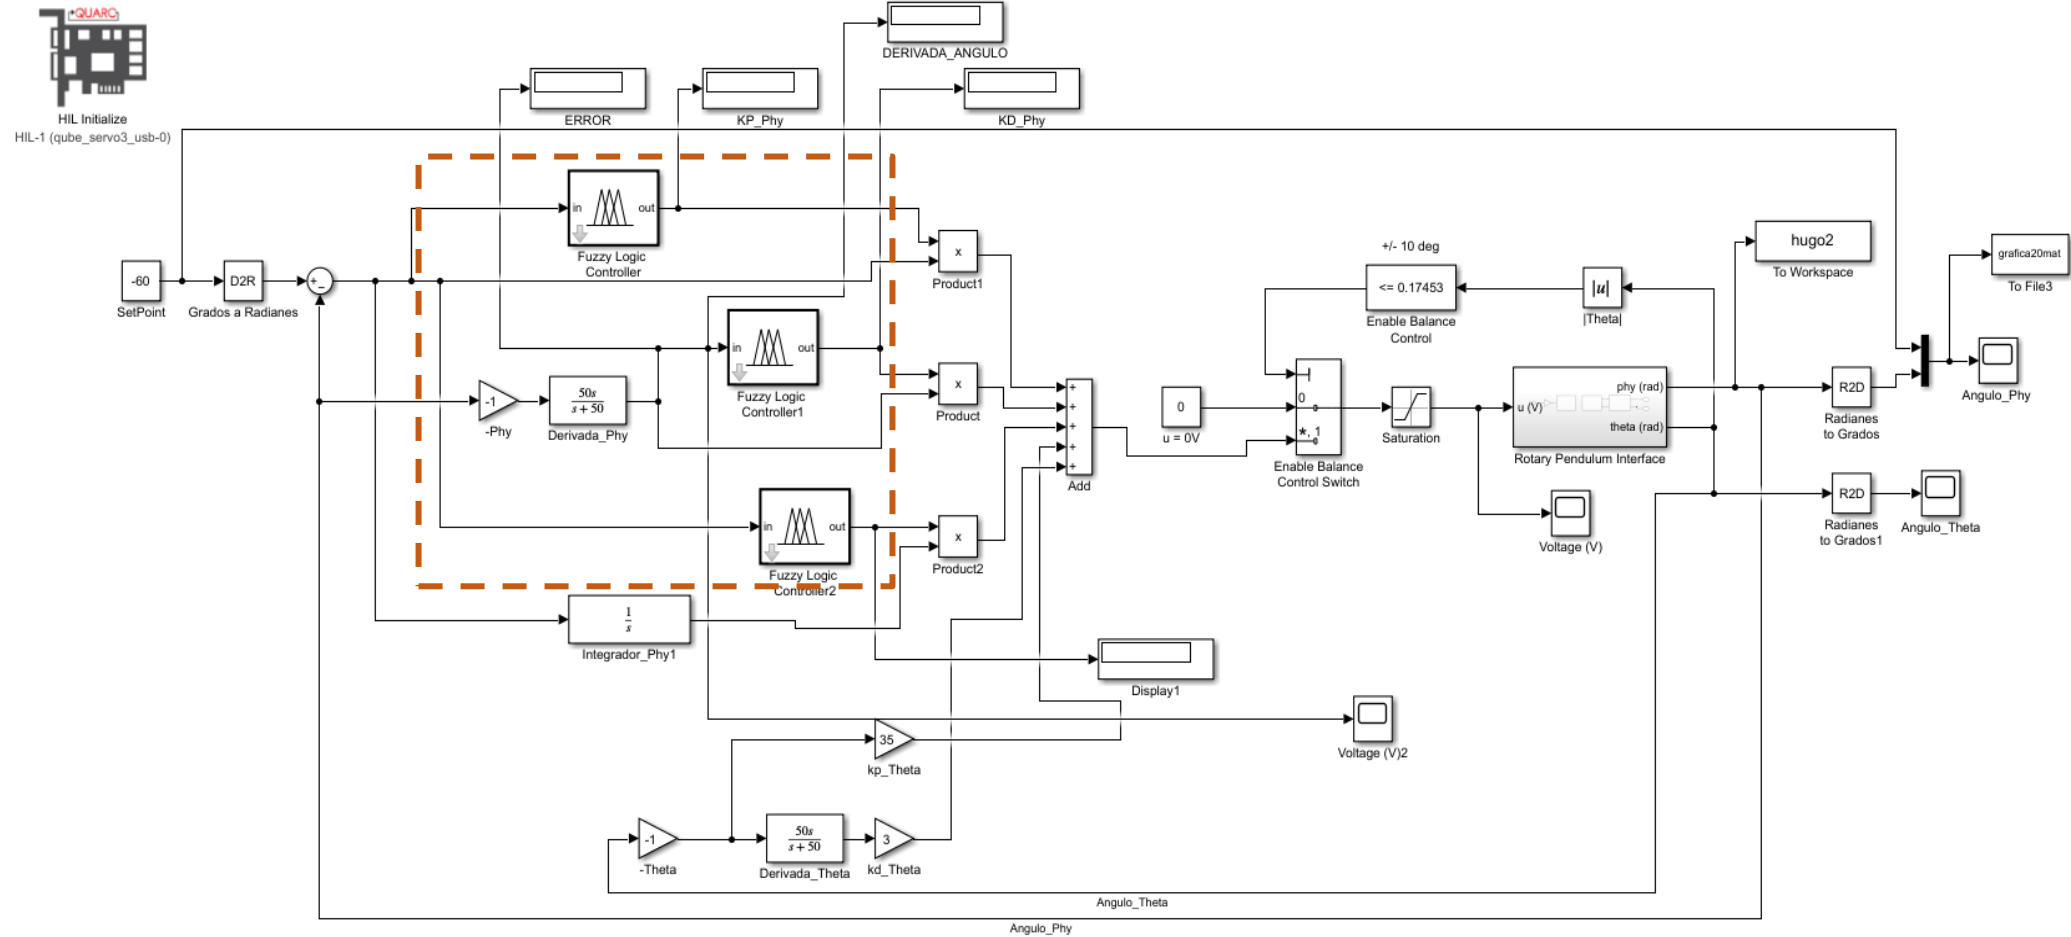 QUARC
HIL Initialize
HIL-1 (qube_servo3_usb-0)
DERIVADA_ANGULO
ERROR
KP_Phy
KD_Phy
in
out
Fuzzy Logic
Controller
-60
SetPoint
D2R
Grados a Radianes
+
−
x
Product1
in
out
Fuzzy Logic
Controller1
-1
-Phy
50s
s + 50
Derivada_Phy
x
Product
in
out
Fuzzy Logic
Controller2
x
Product2
1
s
Integrador_Phy1
+
+
+
+
+
Add
0
u = 0V
+/- 10 deg
<= 0.17453
Enable Balance
Control
|u|
|Theta|
0
*, 1
Enable Balance
Control Switch
Saturation
u (V)
phy (rad)
theta (rad)
Rotary Pendulum Interface
Voltage (V)
hugo2
To Workspace
grafica20mat
To File3
Angulo_Phy
R2D
Radianes
to Grados
R2D
Radianes
to Grados1
Angulo_Theta
Display1
Voltage (V)2
35
kp_Theta
-1
-Theta
50s
s + 50
Derivada_Theta
3
kd_Theta
Angulo_Theta
Angulo_Phy